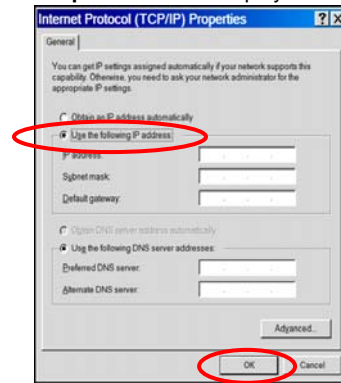 Internet Protocol (TCP/IP) Properties
General
You can get IP settings assigned automatically if your network supports this
capability. Otherwise, you need to ask your network administrator for the
appropriate IP settings.
Obtain an IP address automatically
Use the following IP address:
IP address:
Subnet mask:
Default gateway:
Obtain DNS server address automatically
Use the following DNS server addresses:
Preferred DNS server:
Alternate DNS server:
Advanced...
OK
Cancel